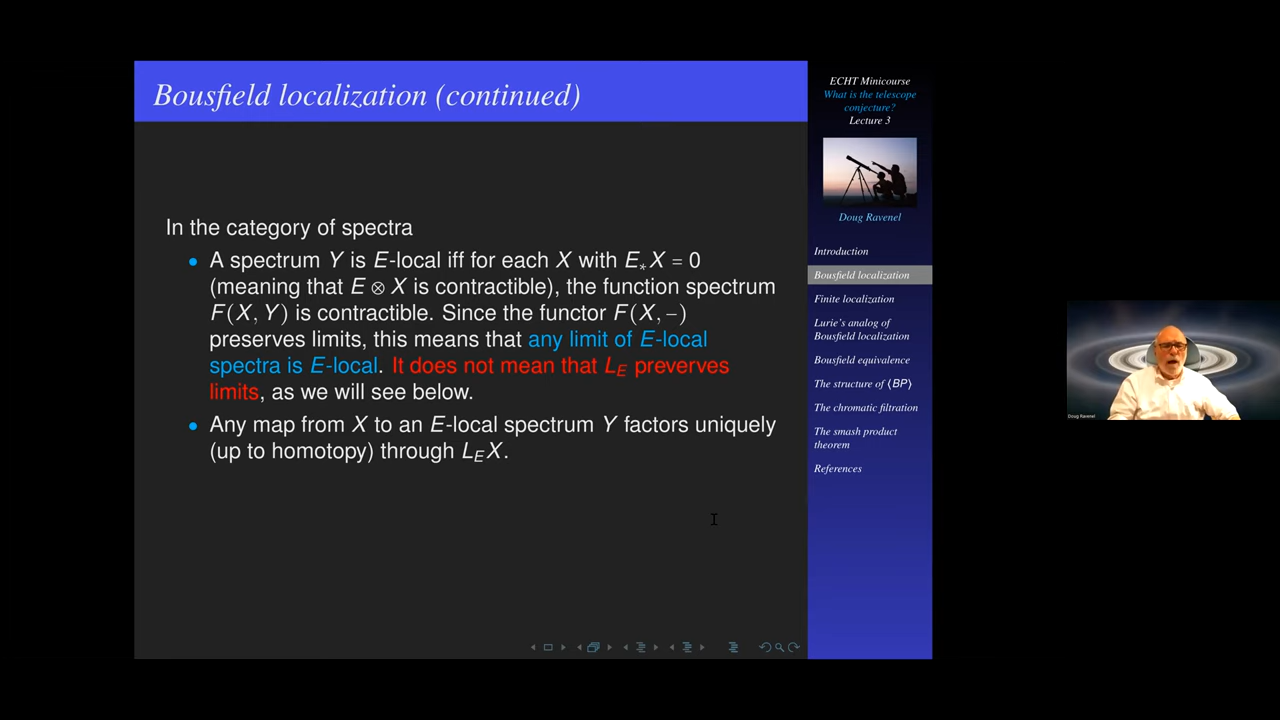 Bousfield localization (continued)
In the category of spectra
• A spectrum Y is E-local iff for each X with E∗X = 0
(meaning that E ⊗ X is contractible), the function spectrum
F(X, Y) is contractible. Since the functor F(X, −)
preserves limits, this means that any limit of E-local
spectra is E-local. It does not mean that L_E preverves
limits, as we will see below.
• Any map from X to an E-local spectrum Y factors uniquely
(up to homotopy) through L_E X.
ECHT Minicourse
What is the telescope
conjecture?
Lecture 3
Doug Ravenel
Introduction
Bousfield localization
Finite localization
Lurie's analog of
Bousfield localization
Bousfield equivalence
The structure of ⟨BP⟩
The chromatic filtration
The smash product
theorem
References
Doug Ravenel